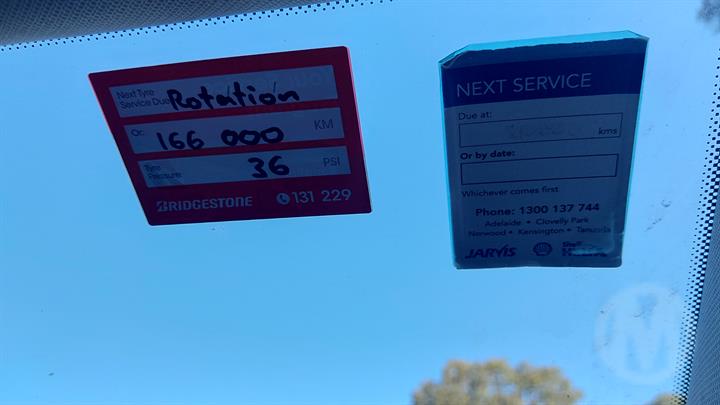 Next Tyre
Service Due Rotation
Or 166 000 KM
Tyre
Pressure 36 PSI
BRIDGESTONE 131 229
NEXT SERVICE
Due at:
kms
Or by date:
Whichever comes first
Phone: 1300 137 744
Adelaide • Clovelly Park
Norwood • Kensington •
JARVIS Shell
M